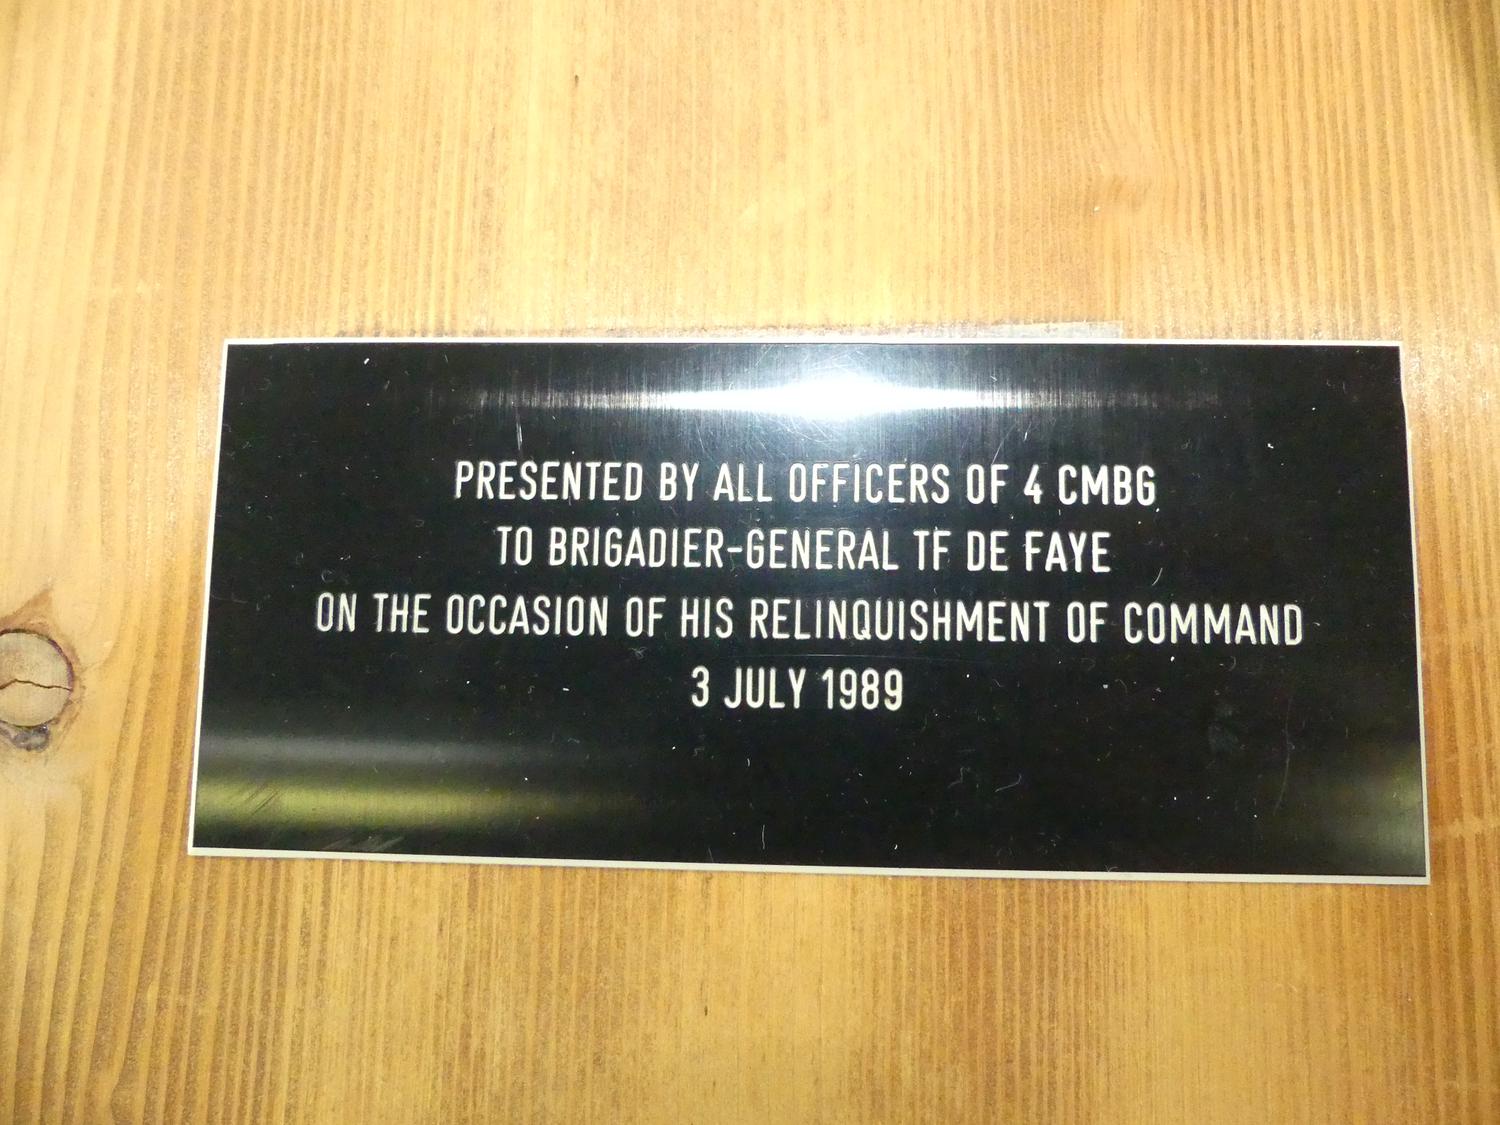 PRESENTED BY ALL OFFICERS OF 4 CMBG
TO BRIGADIER-GENERAL TF DE FAYE
ON THE OCCASION OF HIS RELINQUISHMENT OF COMMAND
3 JULY 1989